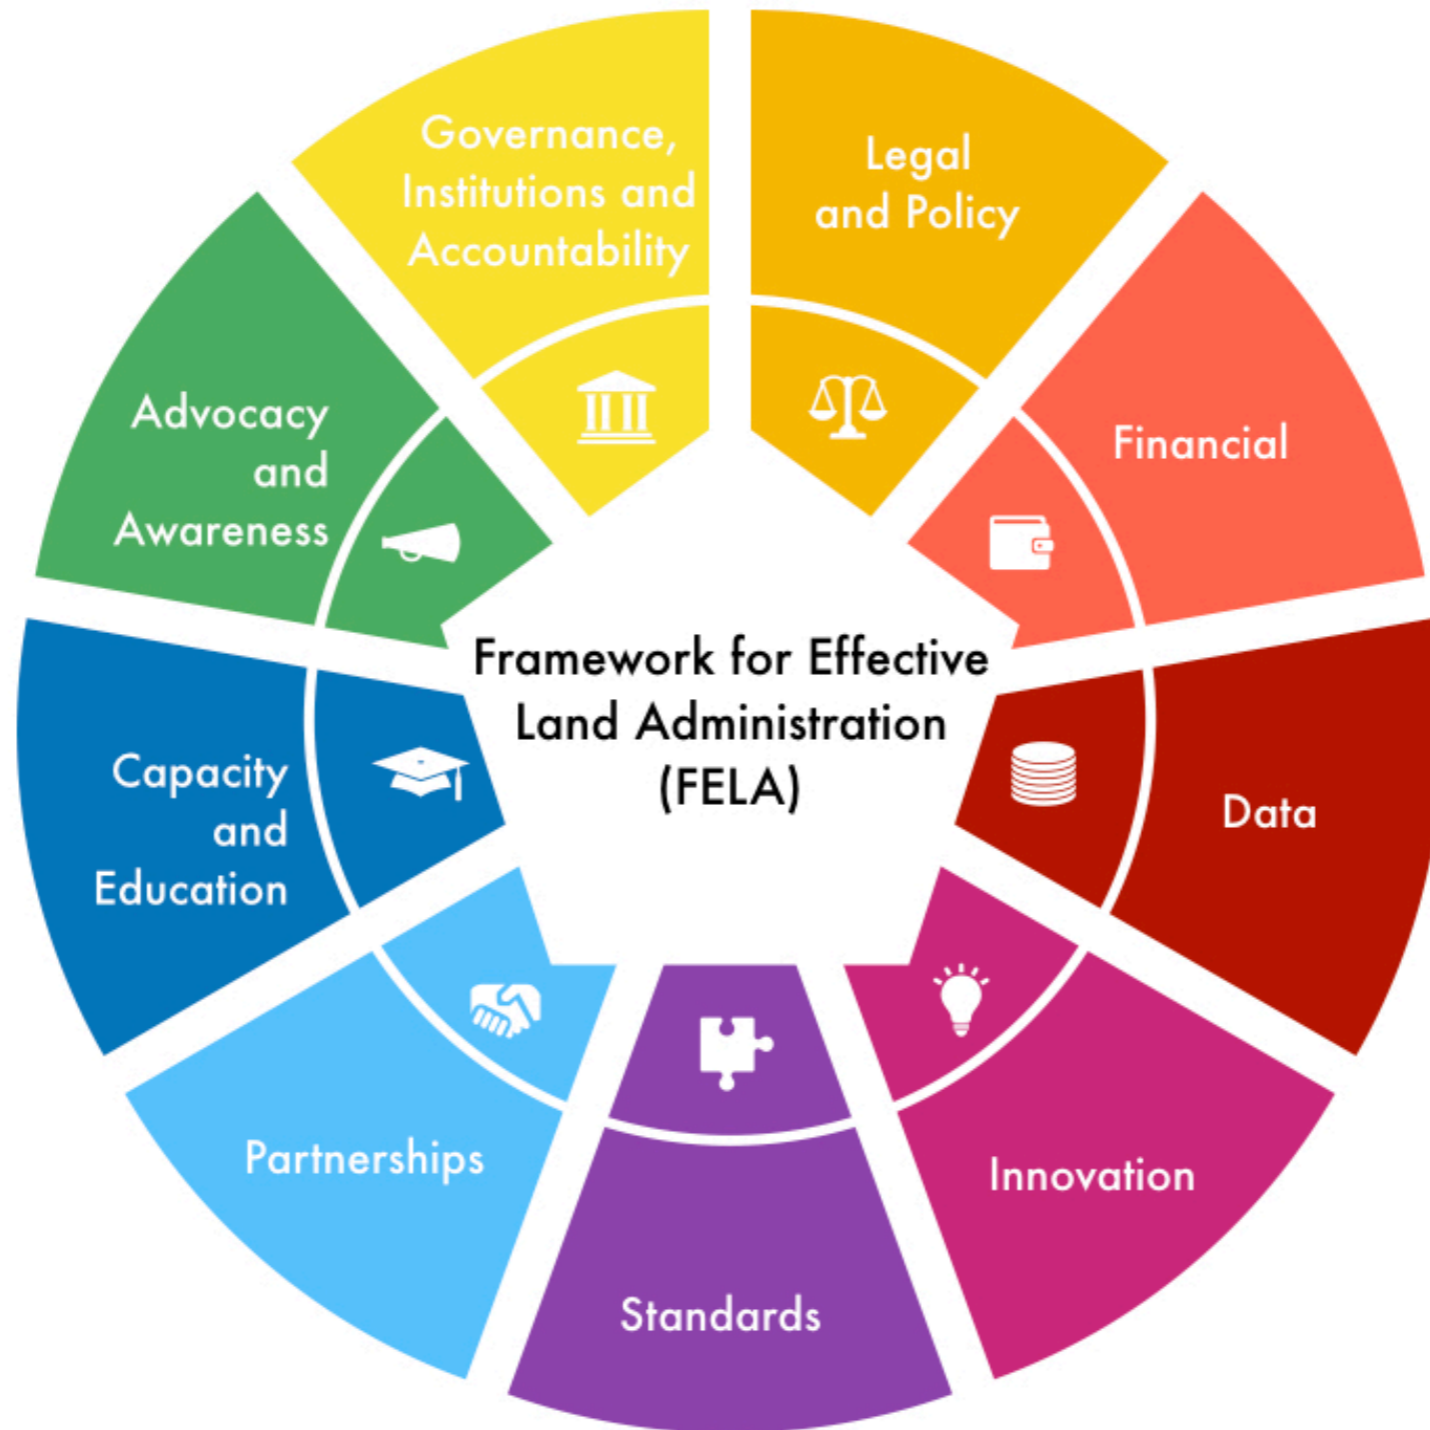 Governance,
Institutions and
Accountability
Legal
and Policy
Financial
Data
Innovation
Standards
Partnerships
Capacity
and
Education
Advocacy
and
Awareness
Framework for Effective
Land Administration
(FELA)